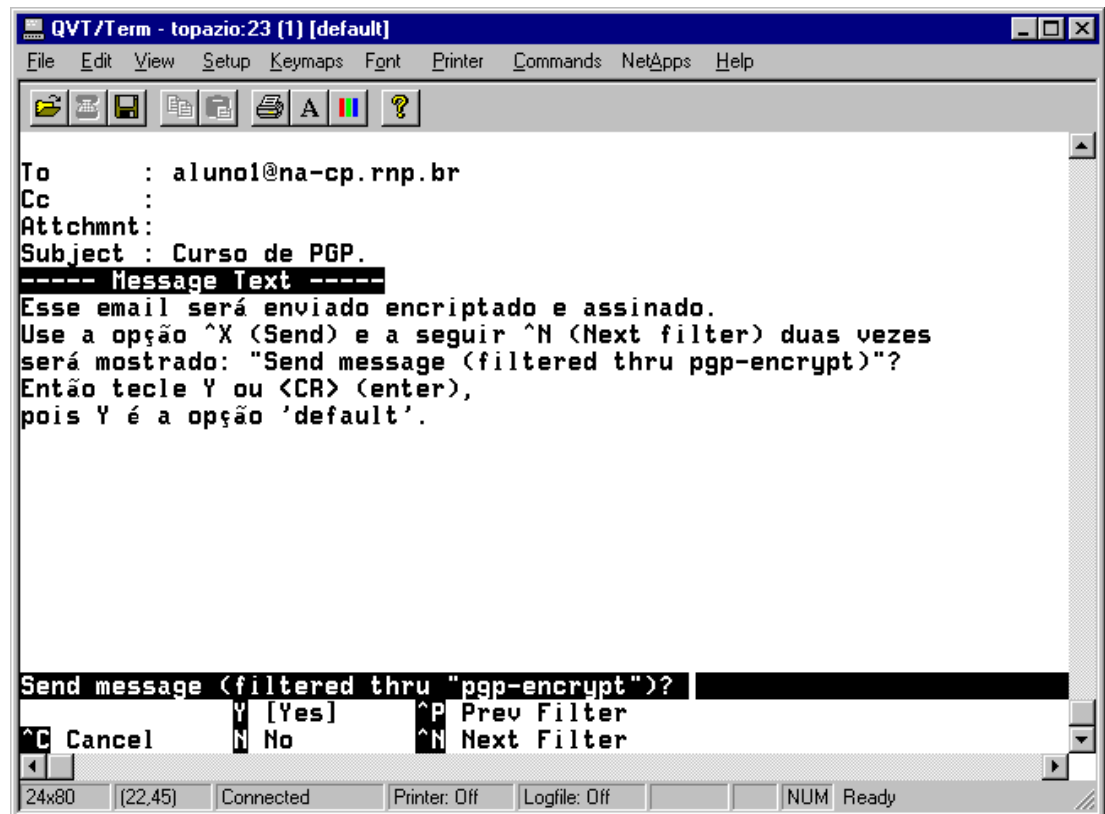 QVT/Term - topazio:23 (1) [default]
File Edit View Setup Keymaps Font Printer Commands NetApps Help
A ?
To : aluno1@na-cp.rnp.br
Cc :
Attchmnt:
Subject : Curso de PGP.
----- Message Text -----
Esse email será enviado encriptado e assinado.
Use a opção ^X (Send) e a seguir ^N (Next filter) duas vezes
será mostrado: "Send message (filtered thru pgp-encrypt)"?
Então tecle Y ou <CR> (enter),
pois Y é a opção 'default'.
Send message (filtered thru "pgp-encrypt")?
Y [Yes] ^P Prev Filter
^C Cancel N No ^N Next Filter
24x80 (22,45) Connected Printer: Off Logfile: Off NUM Ready